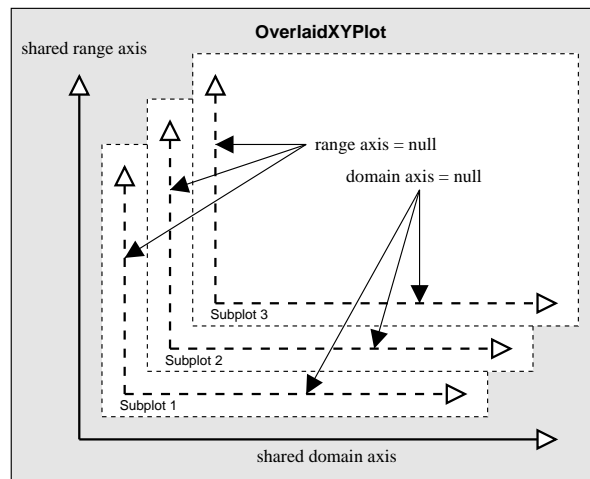 OverlaidXYPlot
shared range axis
range axis = null
domain axis = null
Subplot 3
Subplot 2
Subplot 1
shared domain axis